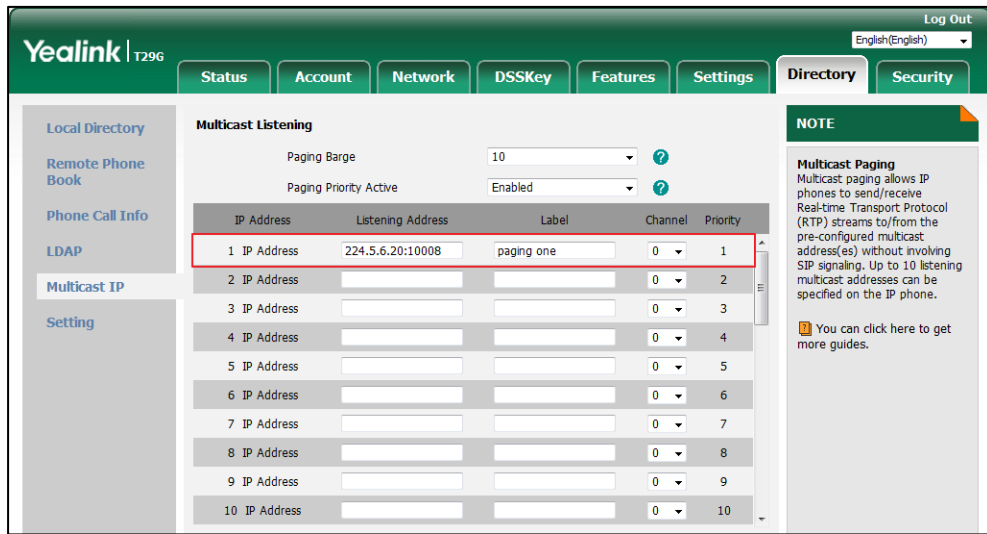 Log Out
Yealink | T29G
English(English)
Status Account Network DSSKey Features Settings Directory Security
Local Directory
Remote Phone
Book
Phone Call Info
LDAP
Multicast IP
Setting
Multicast Listening
Paging Barge 10
Paging Priority Active Enabled
IP Address Listening Address Label Channel Priority
1 IP Address 224.5.6.20:10008 paging one 0 1
2 IP Address 0 2
3 IP Address 0 3
4 IP Address 0 4
5 IP Address 0 5
6 IP Address 0 6
7 IP Address 0 7
8 IP Address 0 8
9 IP Address 0 9
10 IP Address 0 10
NOTE
Multicast Paging
Multicast paging allows IP
phones to send/receive
Real-time Transport Protocol
(RTP) streams to/from the
pre-configured multicast
address(es) without involving
SIP signaling. Up to 10 listening
multicast addresses can be
specified on the IP phone.
You can click here to get
more guides.